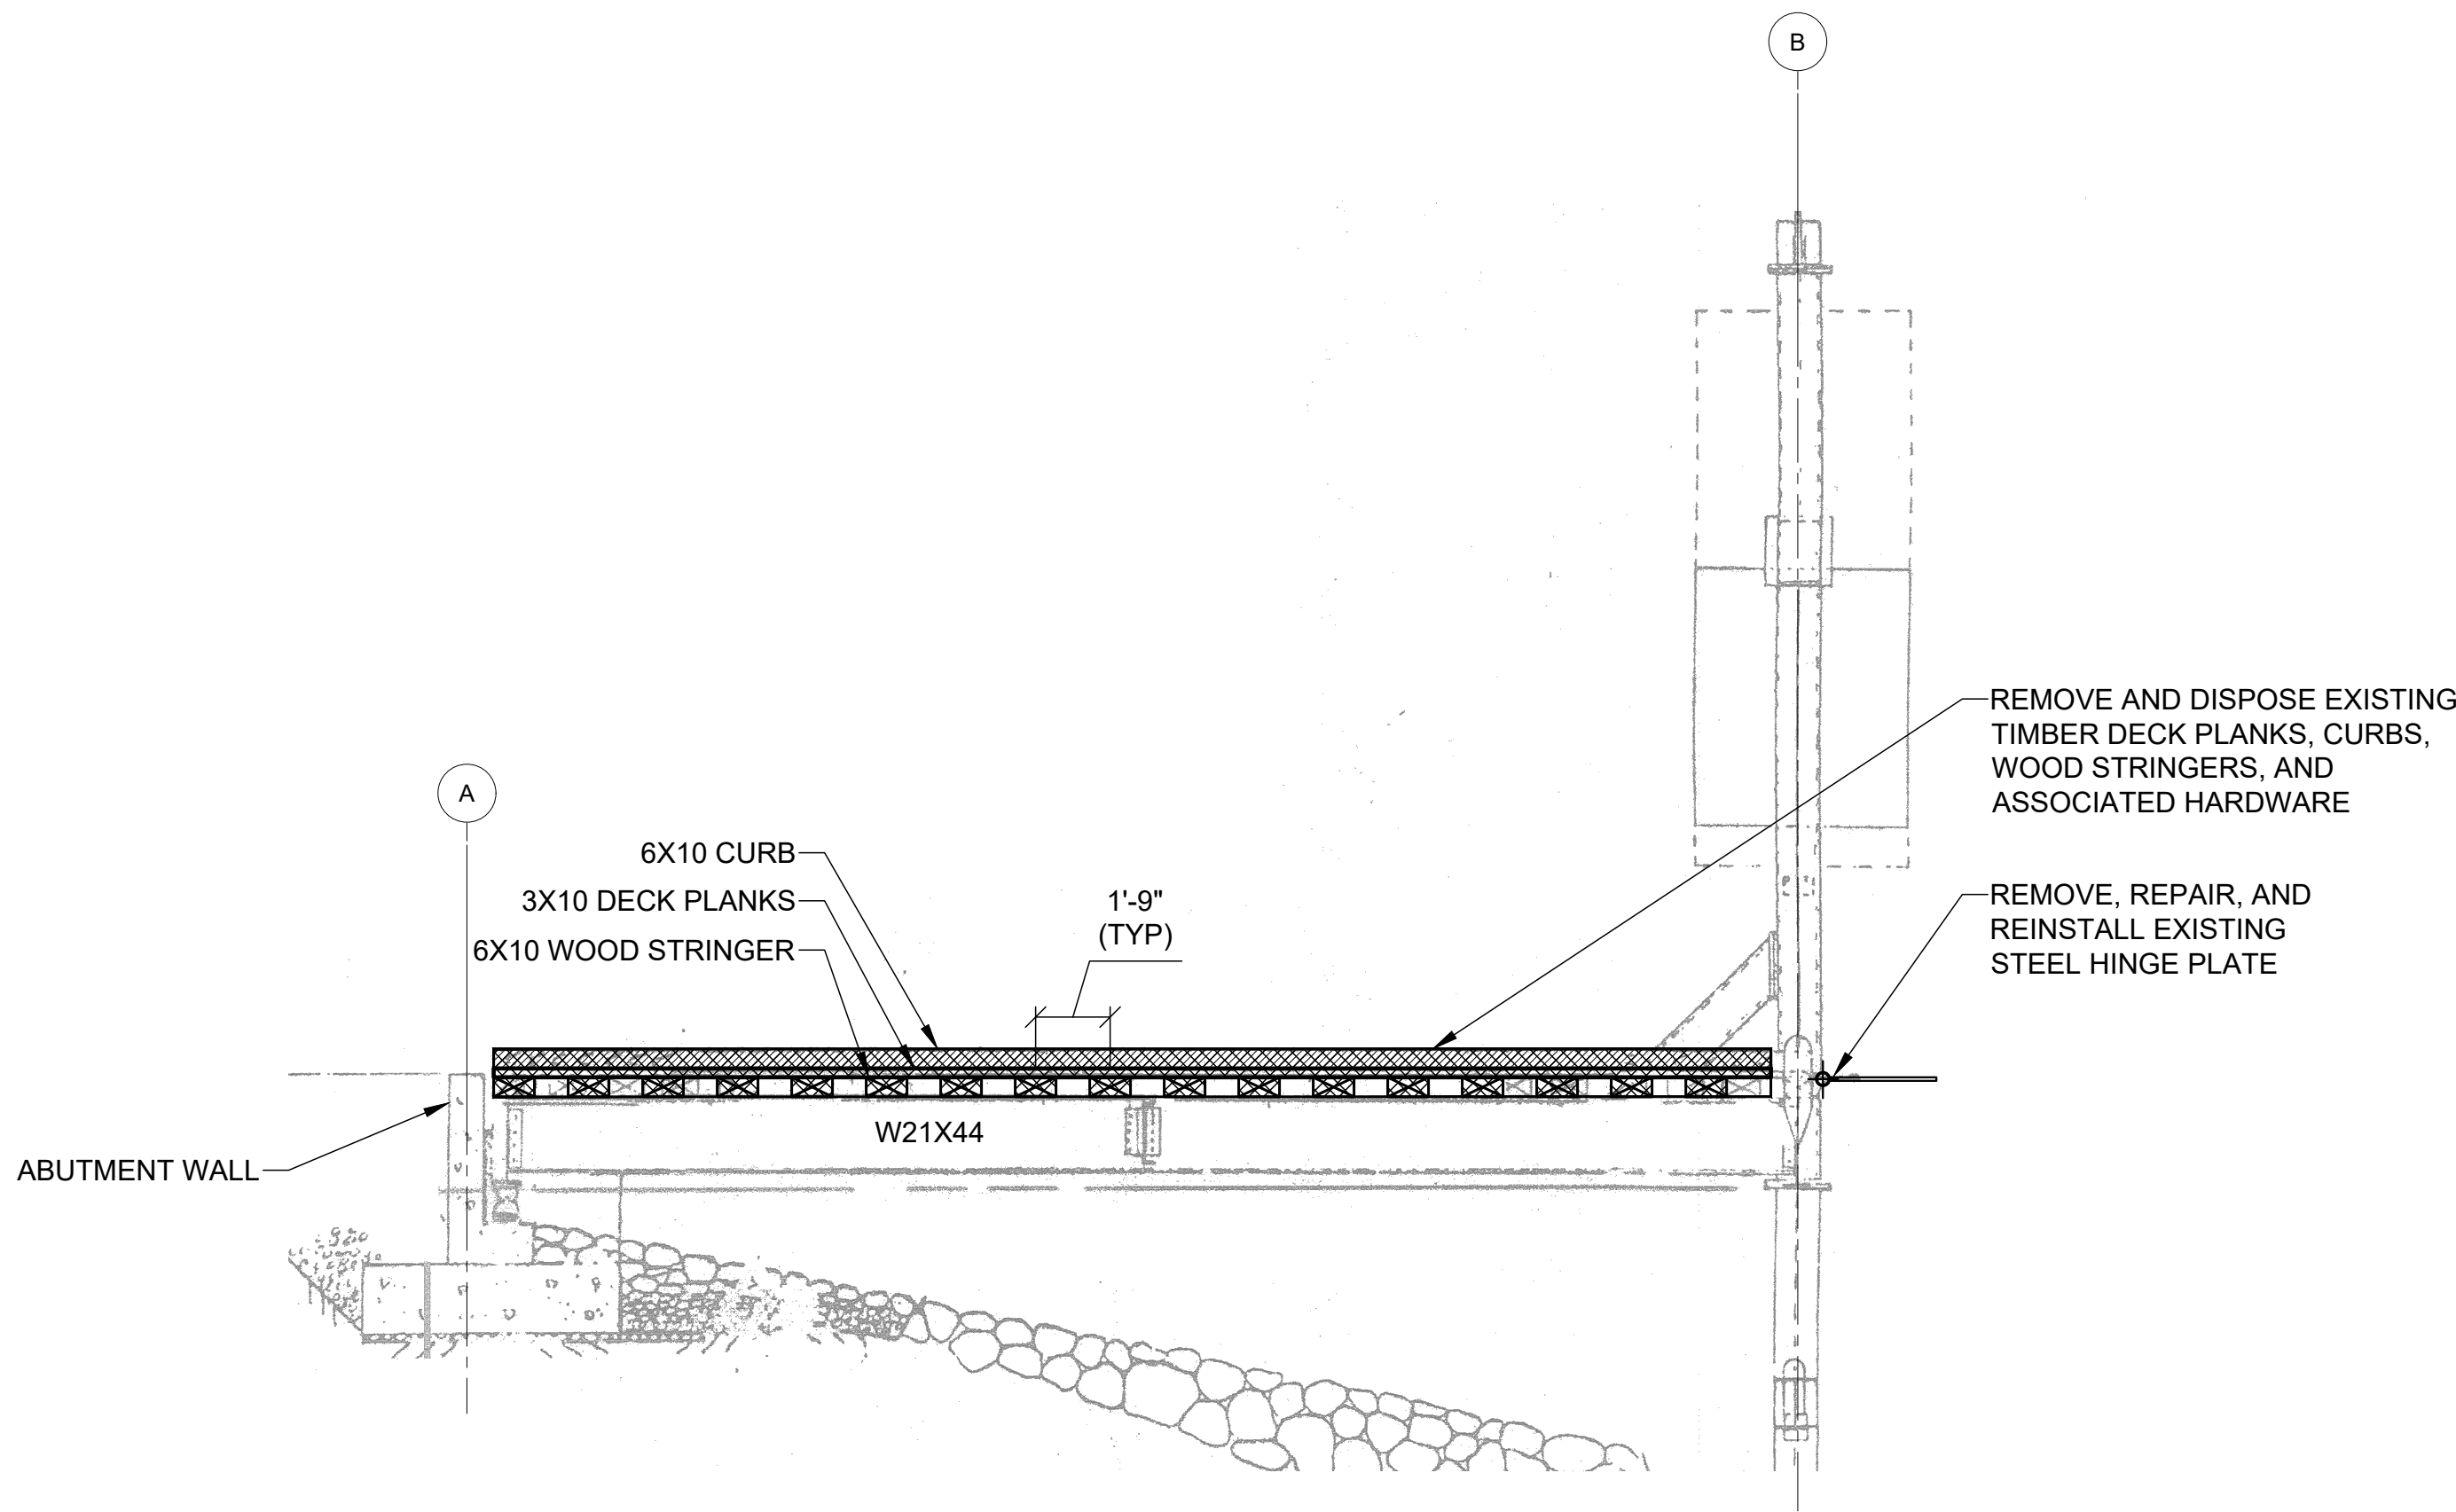 B
REMOVE AND DISPOSE EXISTING
TIMBER DECK PLANKS, CURBS,
WOOD STRINGERS, AND
ASSOCIATED HARDWARE
A
6X10 CURB
3X10 DECK PLANKS
6X10 WOOD STRINGER
1'-9"
(TYP)
REMOVE, REPAIR, AND
REINSTALL EXISTING
STEEL HINGE PLATE
W21X44
ABUTMENT WALL